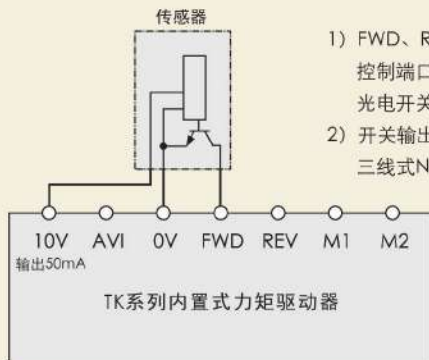 传感器
1) FWD、R
控制端口
光电开关
2) 开关输出
三线式N
10V AVI 0V FWD REV M1 M2
输出50mA
TK系列内置式力矩驱动器